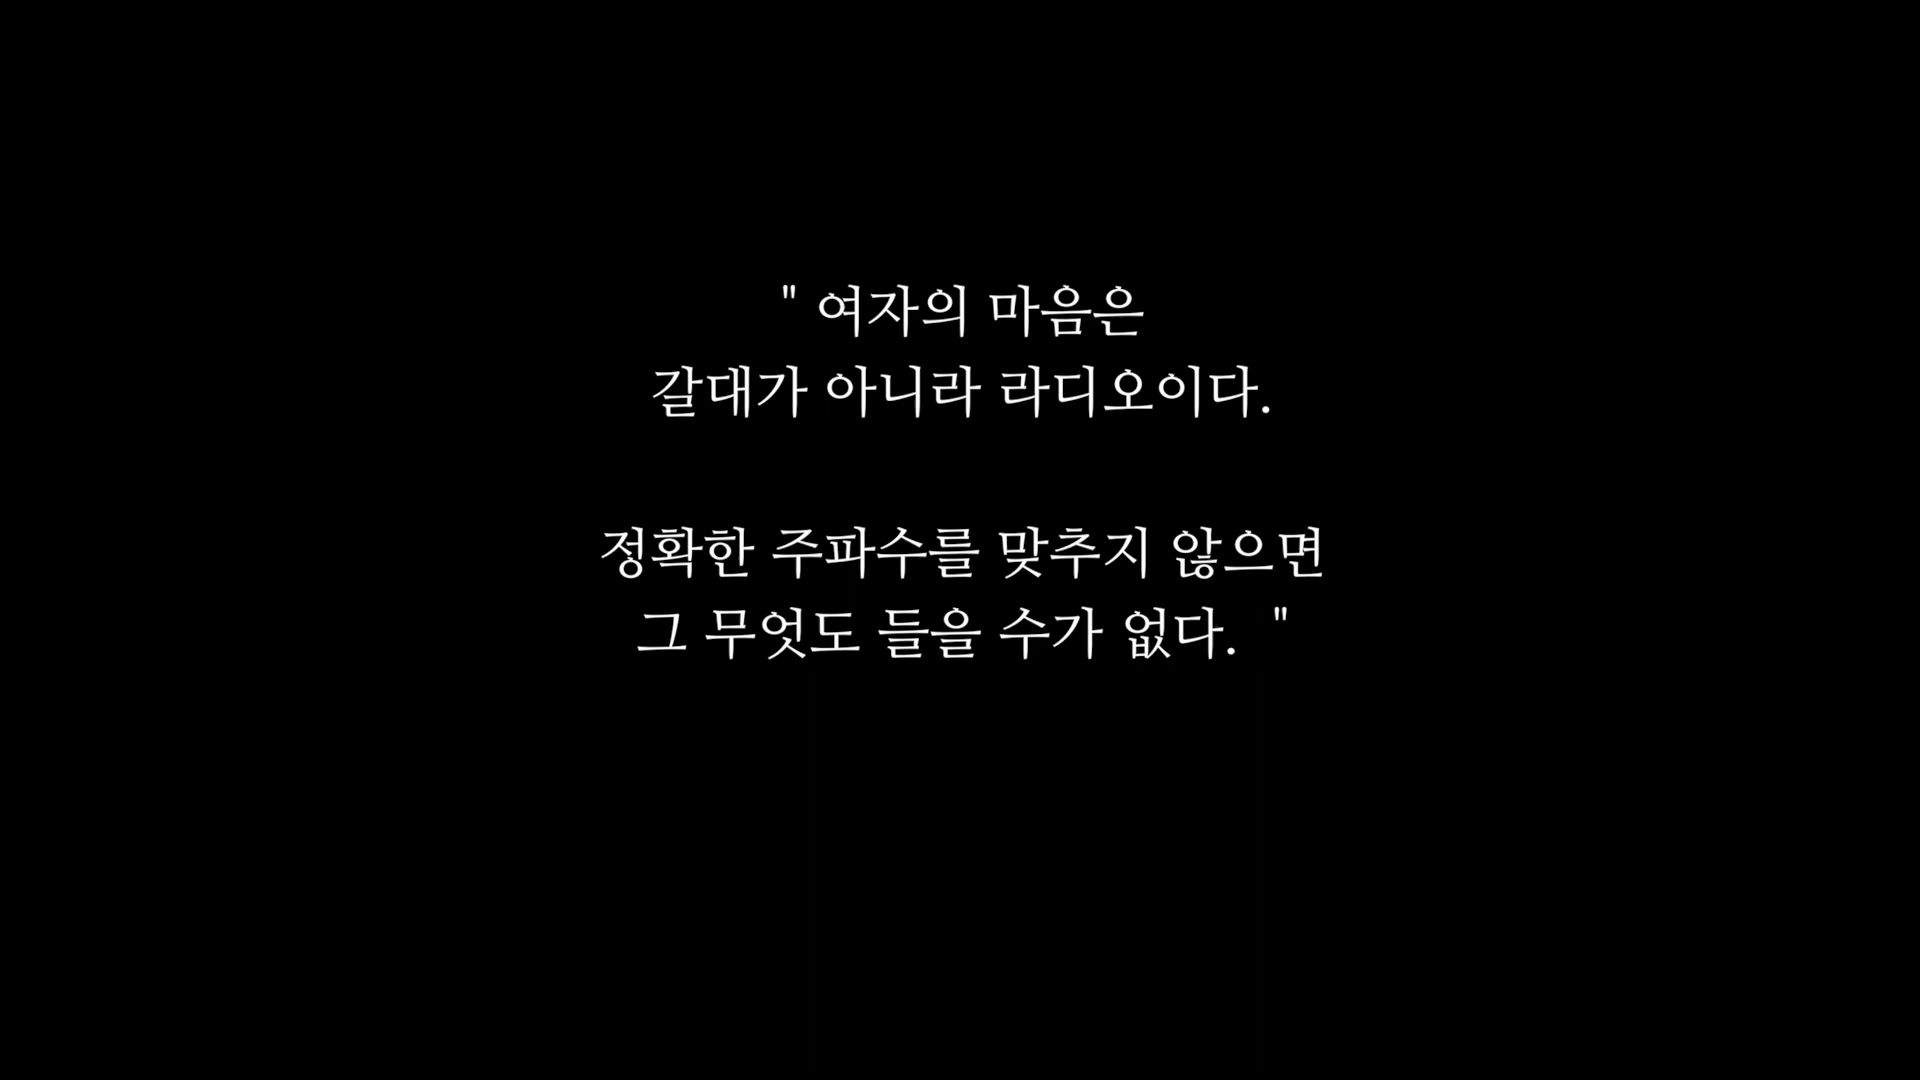 " 여자의 마음은
갈대가 아니라 라디오이다.
정확한 주파수를 맞추지 않으면
그 무엇도 들을 수가 없다. "